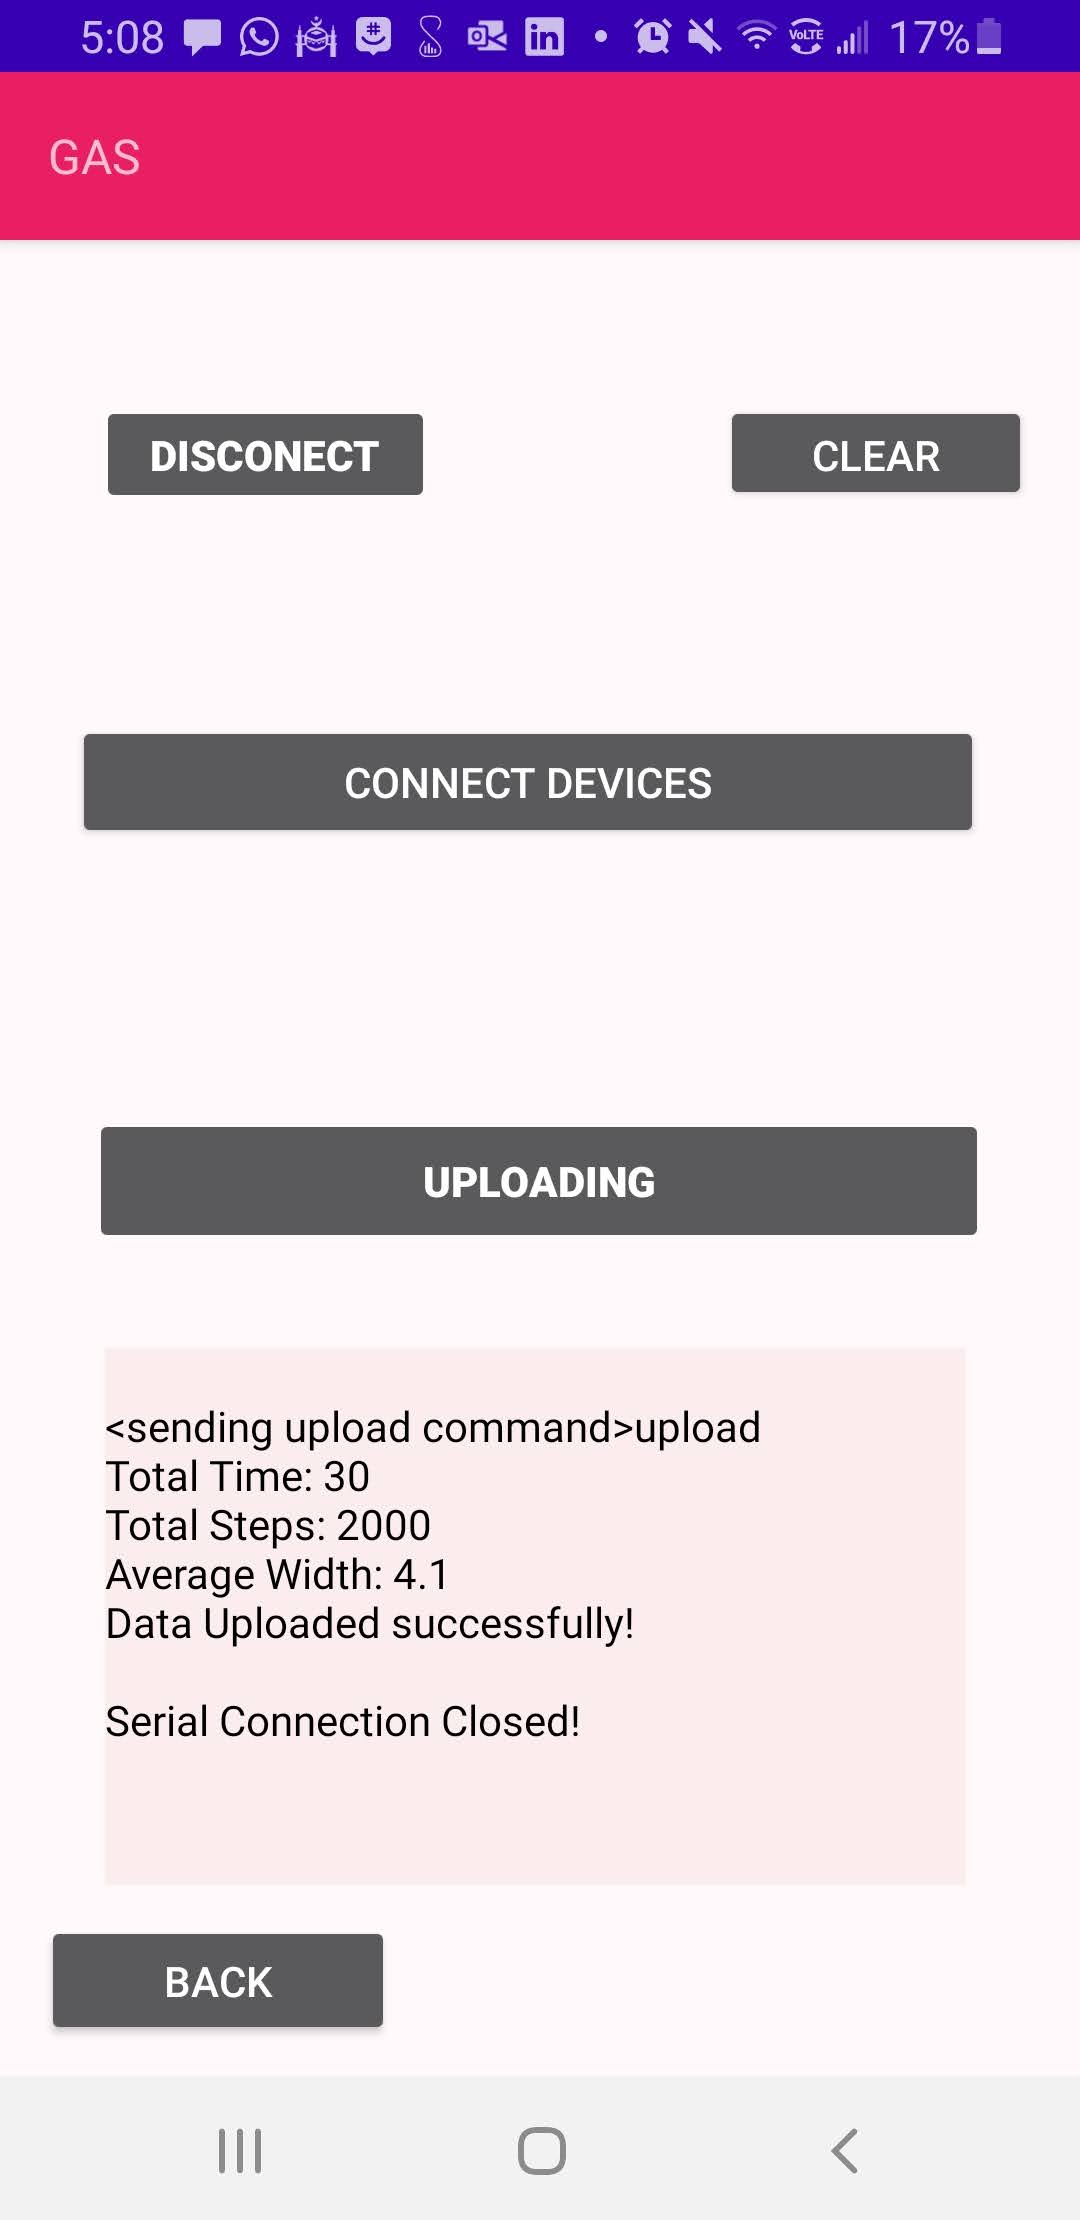 5:08 VoLTE 17%
GAS
DISCONECT
CLEAR
CONNECT DEVICES
UPLOADING
<sending upload command>upload
Total Time: 30
Total Steps: 2000
Average Width: 4.1
Data Uploaded successfully!
Serial Connection Closed!
BACK